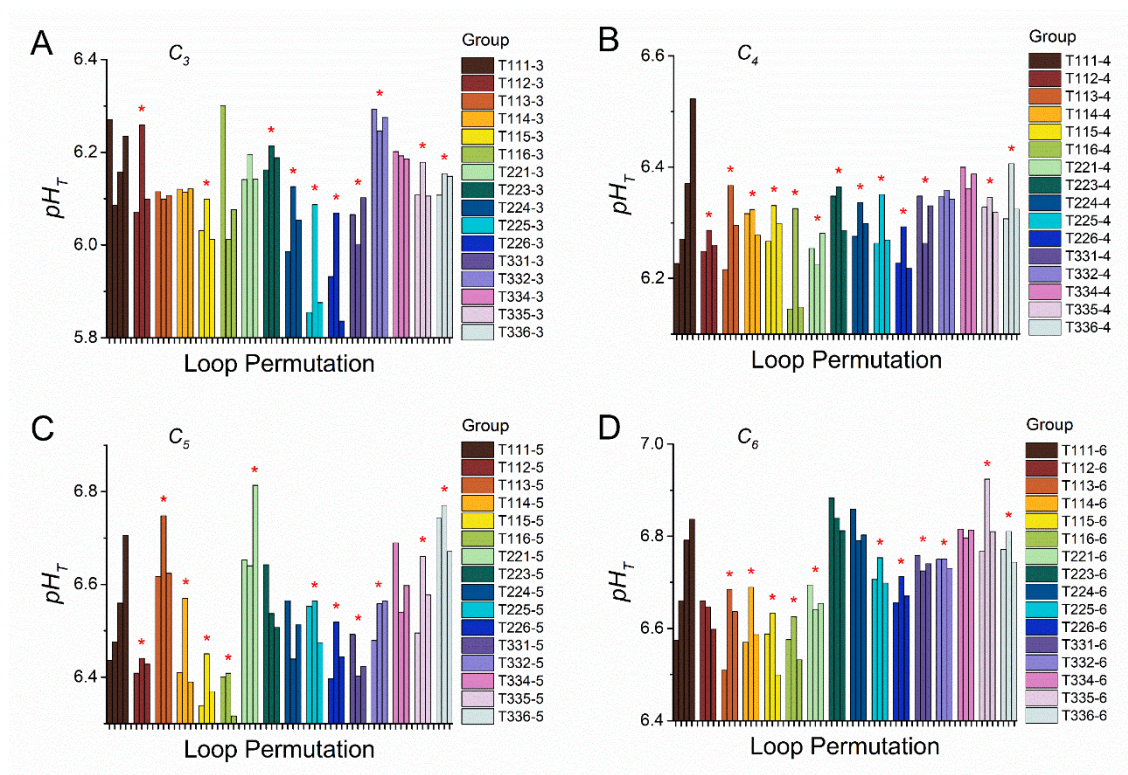 A
C3
Group
T111-3
T112-3
T113-3
T114-3
T115-3
T116-3
T221-3
T223-3
T224-3
T225-3
T226-3
T331-3
T332-3
T334-3
T335-3
T336-3
6.4
6.2
6.0
5.8
pHT
* * * * * * * * * *
Loop Permutation
B
C4
Group
T111-4
T112-4
T113-4
T114-4
T115-4
T116-4
T221-4
T223-4
T224-4
T225-4
T226-4
T331-4
T332-4
T334-4
T335-4
T336-4
6.6
6.4
6.2
pHT
* * * * * * * * * * * * *
Loop Permutation
C
C5
Group
T111-5
T112-5
T113-5
T114-5
T115-5
T116-5
T221-5
T223-5
T224-5
T225-5
T226-5
T331-5
T332-5
T334-5
T335-5
T336-5
6.8
6.6
6.4
pHT
* * * * * * * * * * * *
Loop Permutation
D
C6
Group
T111-6
T112-6
T113-6
T114-6
T115-6
T116-6
T221-6
T223-6
T224-6
T225-6
T226-6
T331-6
T332-6
T334-6
T335-6
T336-6
7.0
6.8
6.6
6.4
pHT
* * * * * * * * * * *
Loop Permutation